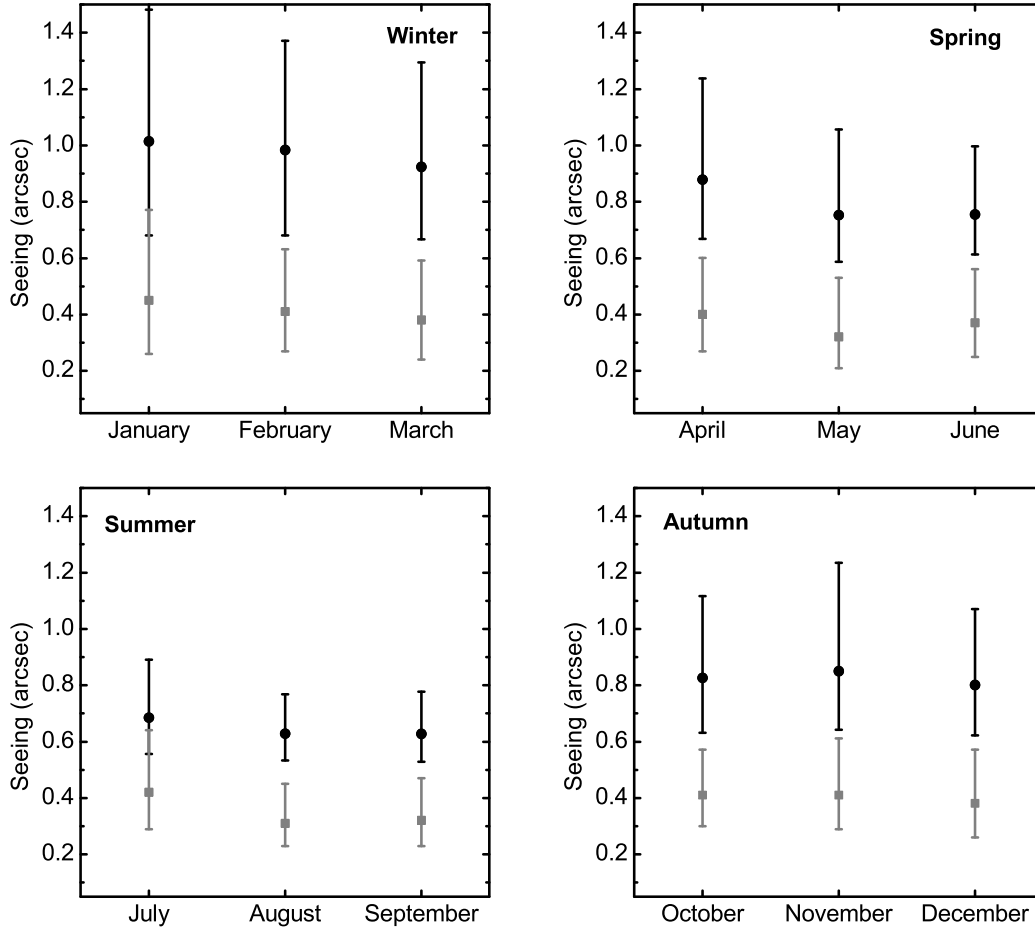 Winter
Seeing (arcsec)
1.4
1.2
1.0
0.8
0.6
0.4
0.2
January February March
Spring
Seeing (arcsec)
1.4
1.2
1.0
0.8
0.6
0.4
0.2
April May June
Summer
Seeing (arcsec)
1.4
1.2
1.0
0.8
0.6
0.4
0.2
July August September
Autumn
Seeing (arcsec)
1.4
1.2
1.0
0.8
0.6
0.4
0.2
October November December